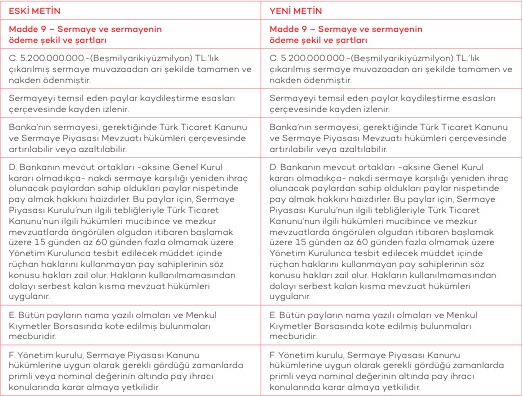 ESKİ METİN
Madde 9 – Sermaye ve sermayenin
ödeme şekil ve şartları
C. 5.200.000.000.-(Beşmilyarikiyüzmilyon) TL.'lık
çıkarılmış sermaye muvazaadan ari şekilde tamamen ve
nakden ödenmiştir.
Sermayeyi temsil eden paylar kaydileştirme esasları
çerçevesinde kayden izlenir.
Banka'nın sermayesi, gerektiğinde Türk Ticaret Kanunu
ve Sermaye Piyasası Mevzuatı hükümleri çerçevesinde
artırılabilir veya azaltılabilir.
D. Bankanın mevcut ortakları -aksine Genel Kurul
kararı olmadıkça- nakdi sermaye karşılığı yeniden ihraç
olunacak paylardan sahip oldukları paylar nispetinde
pay almak hakkını haizdirler. Bu paylar için, Sermaye
Piyasası Kurulu'nun ilgili tebliğleriyle Türk Ticaret
Kanunu'nun ilgili hükümleri mucibince ve mezkur
mevzuatlarda öngörülen olgudan itibaren başlamak
üzere 15 günden az 60 günden fazla olmamak üzere
Yönetim Kurulunca tesbit edilecek müddet içinde
rüçhan haklarını kullanmayan pay sahiplerinin söz
konusu hakları zail olur. Hakların kullanılmamasından
dolayı serbest kalan kısma mevzuat hükümleri
uygulanır.
E. Bütün payların nama yazılı olmaları ve Menkul
Kıymetler Borsasında kote edilmiş bulunmaları
mecburidir.
F. Yönetim kurulu, Sermaye Piyasası Kanunu
hükümlerine uygun olarak gerekli gördüğü zamanlarda
primli veya nominal değerinin altında pay ihracı
konularında karar almaya yetkilidir.
YENİ METİN
Madde 9 – Sermaye ve sermayenin
ödeme şekil ve şartları
C. 5.200.000.000.-(Beşmilyarikiyüzmilyon) TL.'lık
çıkarılmış sermaye muvazaadan ari şekilde tamamen ve
nakden ödenmiştir.
Sermayeyi temsil eden paylar kaydileştirme esasları
çerçevesinde kayden izlenir.
Banka'nın sermayesi, gerektiğinde Türk Ticaret Kanunu
ve Sermaye Piyasası Mevzuatı hükümleri çerçevesinde
artırılabilir veya azaltılabilir.
D. Bankanın mevcut ortakları -aksine Genel Kurul
kararı olmadıkça- nakdi sermaye karşılığı yeniden ihraç
olunacak paylardan sahip oldukları paylar nispetinde
pay almak hakkını haizdirler. Bu paylar için, Sermaye
Piyasası Kurulu'nun ilgili tebliğleriyle Türk Ticaret
Kanunu'nun ilgili hükümleri mucibince ve mezkur
mevzuatlarda öngörülen olgudan itibaren başlamak
üzere 15 günden az 60 günden fazla olmamak üzere
Yönetim Kurulunca tesbit edilecek müddet içinde
rüçhan haklarını kullanmayan pay sahiplerinin söz
konusu hakları zail olur. Hakların kullanılmamasından
dolayı serbest kalan kısma mevzuat hükümleri
uygulanır.
E. Bütün payların nama yazılı olmaları ve Menkul
Kıymetler Borsasında kote edilmiş bulunmaları
mecburidir.
F. Yönetim kurulu, Sermaye Piyasası Kanunu
hükümlerine uygun olarak gerekli gördüğü zamanlarda
primli veya nominal değerinin altında pay ihracı
konularında karar almaya yetkilidir.